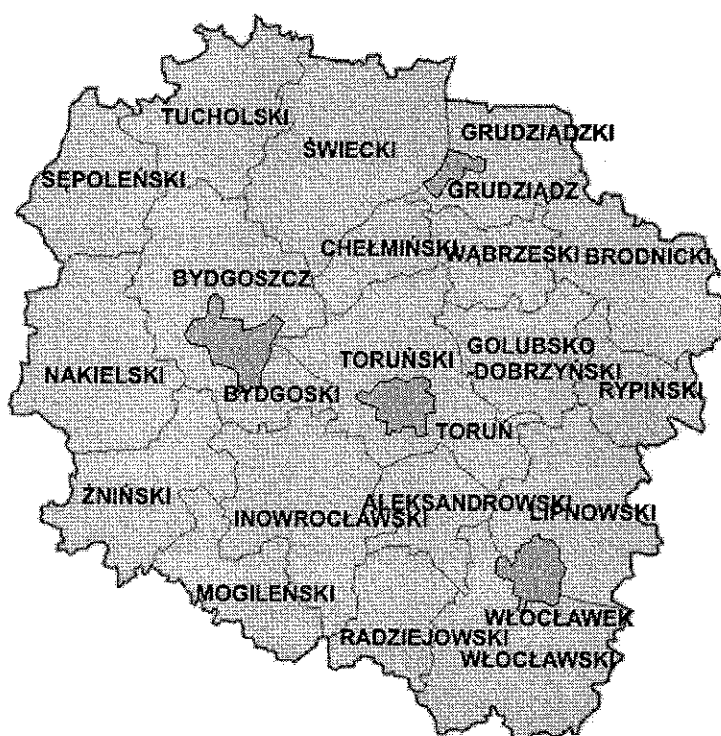 TUCHOLSKI
GRUDZIĄDZKI
ŚWIECKI
SĘPOLEŃSKI
GRUDZIĄDZ
CHEŁMIŃSKI
WĄBRZESKI
BRODNICKI
BYDGOSZCZ
TORUŃSKI
GOLUBSKO
DOBRZYŃSKI
NAKIELSKI
BYDGOSKI
RYPIŃSKI
TORUŃ
ŻNIŃSKI
ALEKSANDROWSKI
LIPNOWSKI
INOWROCŁAWSKI
MOGILEŃSKI
WŁOCŁAWEK
RADZIEJOWSKI
WŁOCŁAWSKI